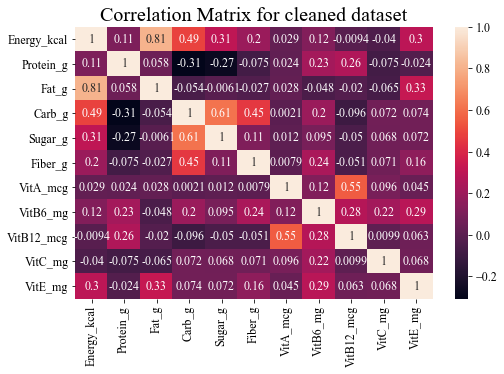 Correlation Matrix for cleaned dataset
Energy_kcal 1 0.11 0.81 0.49 0.31 0.2 0.029 0.12 -0.0094 -0.04 0.3
Protein_g 0.11 1 0.058 -0.31 -0.27 -0.075 0.024 0.23 0.26 -0.075 -0.024
Fat_g 0.81 0.058 1 -0.054 -0.0061 -0.027 0.028 -0.048 -0.02 -0.065 0.33
Carb_g 0.49 -0.31 -0.054 1 0.61 0.45 0.0021 0.2 -0.096 0.072 0.074
Sugar_g 0.31 -0.27 -0.0061 0.61 1 0.11 0.012 0.095 -0.05 0.068 0.072
Fiber_g 0.2 -0.075 -0.027 0.45 0.11 1 0.0079 0.24 -0.051 0.071 0.16
VitA_mcg 0.029 0.024 0.028 0.0021 0.012 0.0079 1 0.12 0.55 0.096 0.045
VitB6_mg 0.12 0.23 -0.048 0.2 0.095 0.24 0.12 1 0.28 0.22 0.29
VitB12_mcg -0.0094 0.26 -0.02 -0.096 -0.05 -0.051 0.55 0.28 1 0.0099 0.063
VitC_mg -0.04 -0.075 -0.065 0.072 0.068 0.071 0.096 0.22 0.0099 1 0.068
VitE_mg 0.3 -0.024 0.33 0.074 0.072 0.16 0.045 0.29 0.063 0.068 1
Energy_kcal
Protein_g
Fat_g
Carb_g
Sugar_g
Fiber_g
VitA_mcg
VitB6_mg
VitB12_mcg
VitC_mg
VitE_mg
1.0
0.8
0.6
0.4
0.2
0.0
−0.2